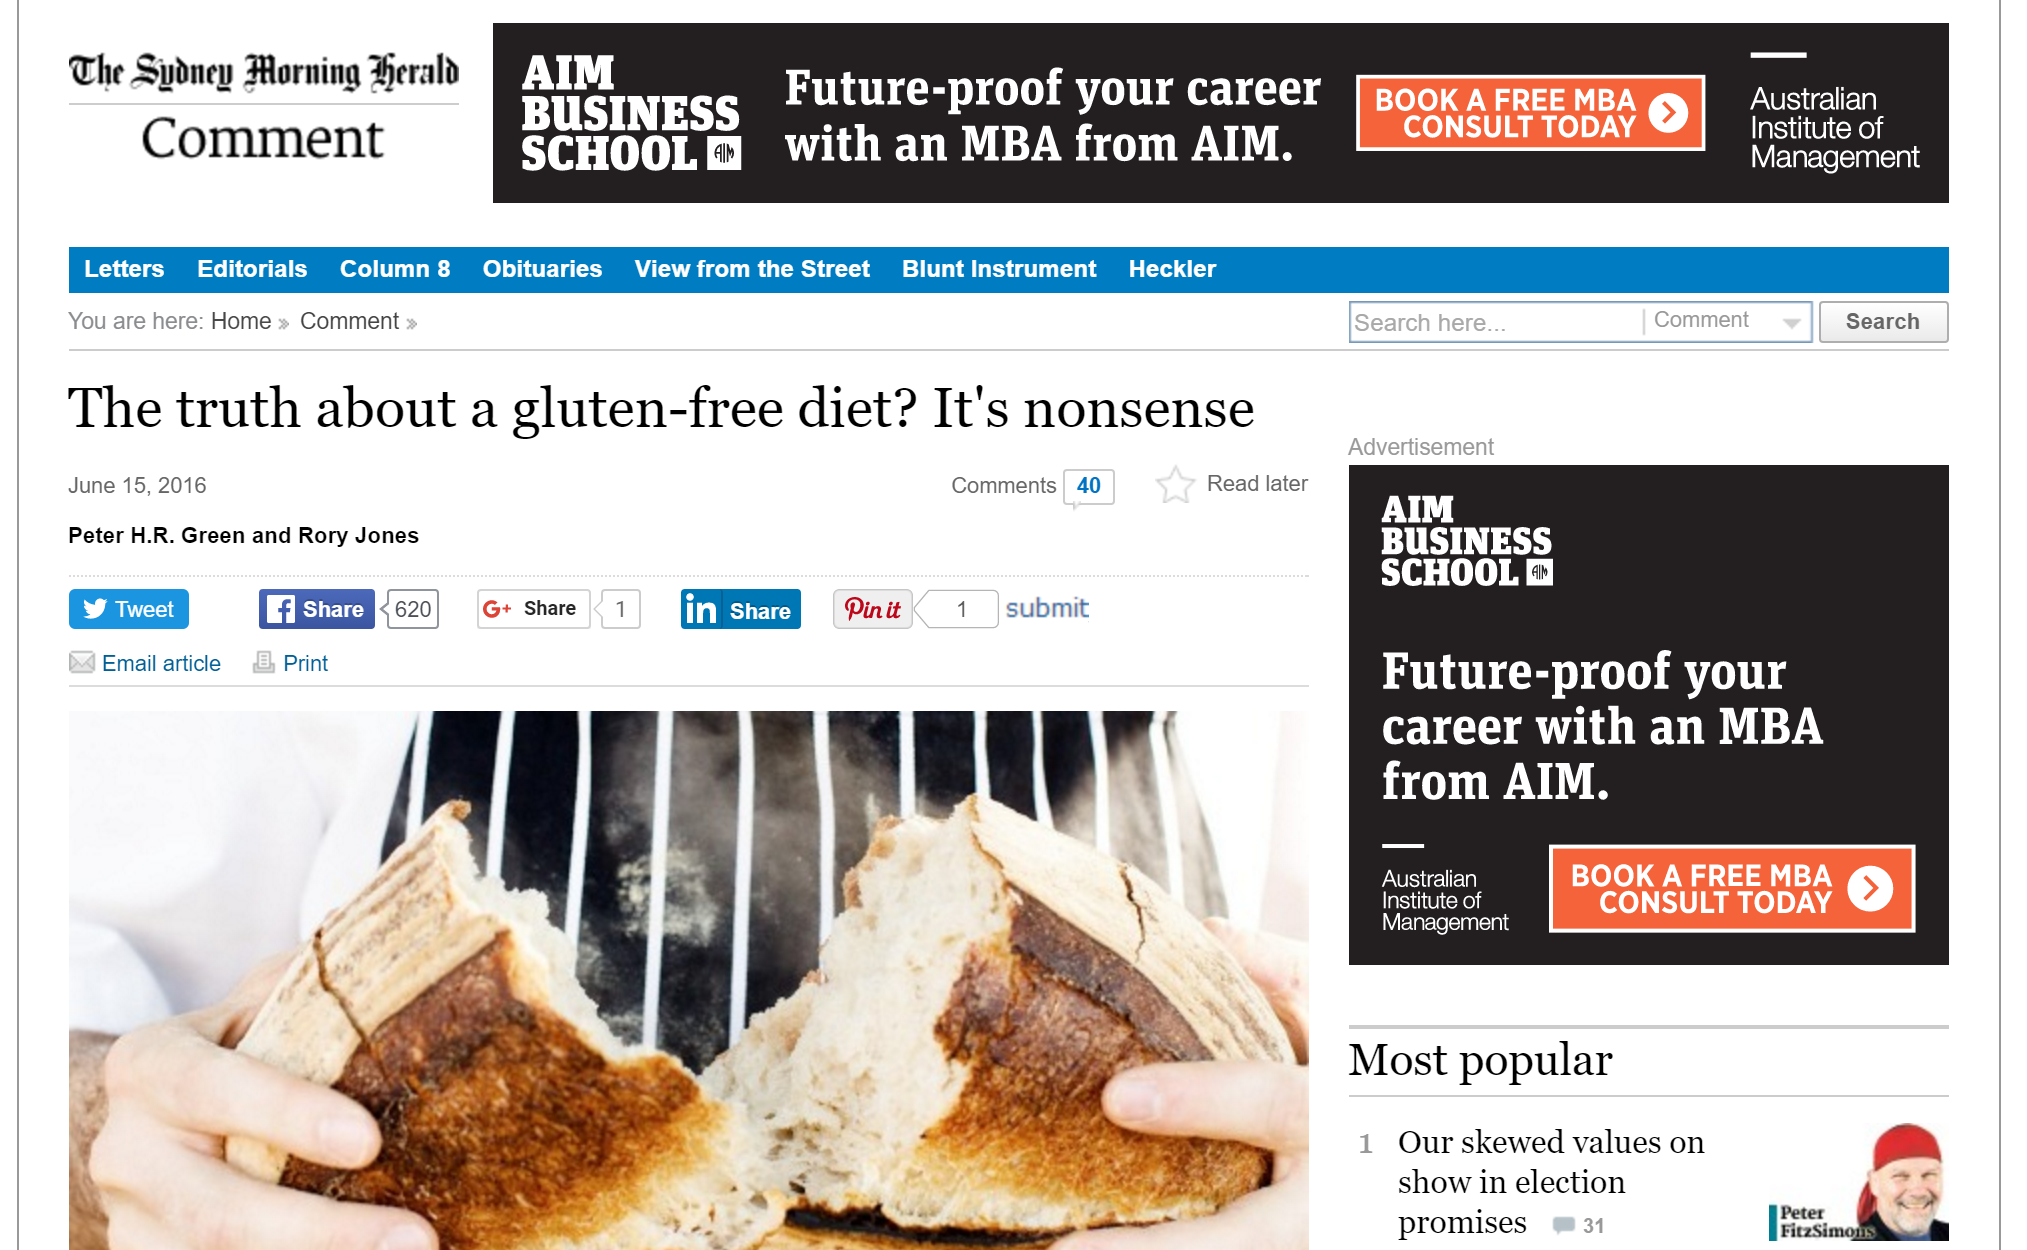 The Sydney Morning Herald
Comment
AIM
BUSINESS
SCHOOL AIM
Future-proof your career
with an MBA from AIM.
BOOK A FREE MBA
CONSULT TODAY
Australian
Institute of
Management
Letters Editorials Column 8 Obituaries View from the Street Blunt Instrument Heckler
You are here: Home Comment
Search here... Comment Search
The truth about a gluten-free diet? It's nonsense
June 15, 2016
Comments 40 Read later
Peter H.R. Green and Rory Jones
Tweet Share 620 G+ Share 1 in Share Pin it 1 submit
Email article Print
Advertisement
AIM
BUSINESS
SCHOOL AIM
Future-proof your
career with an MBA
from AIM.
Australian
Institute of
Management
BOOK A FREE MBA
CONSULT TODAY
Most popular
1 Our skewed values on
show in election
promises 31
Peter
FitzSimons